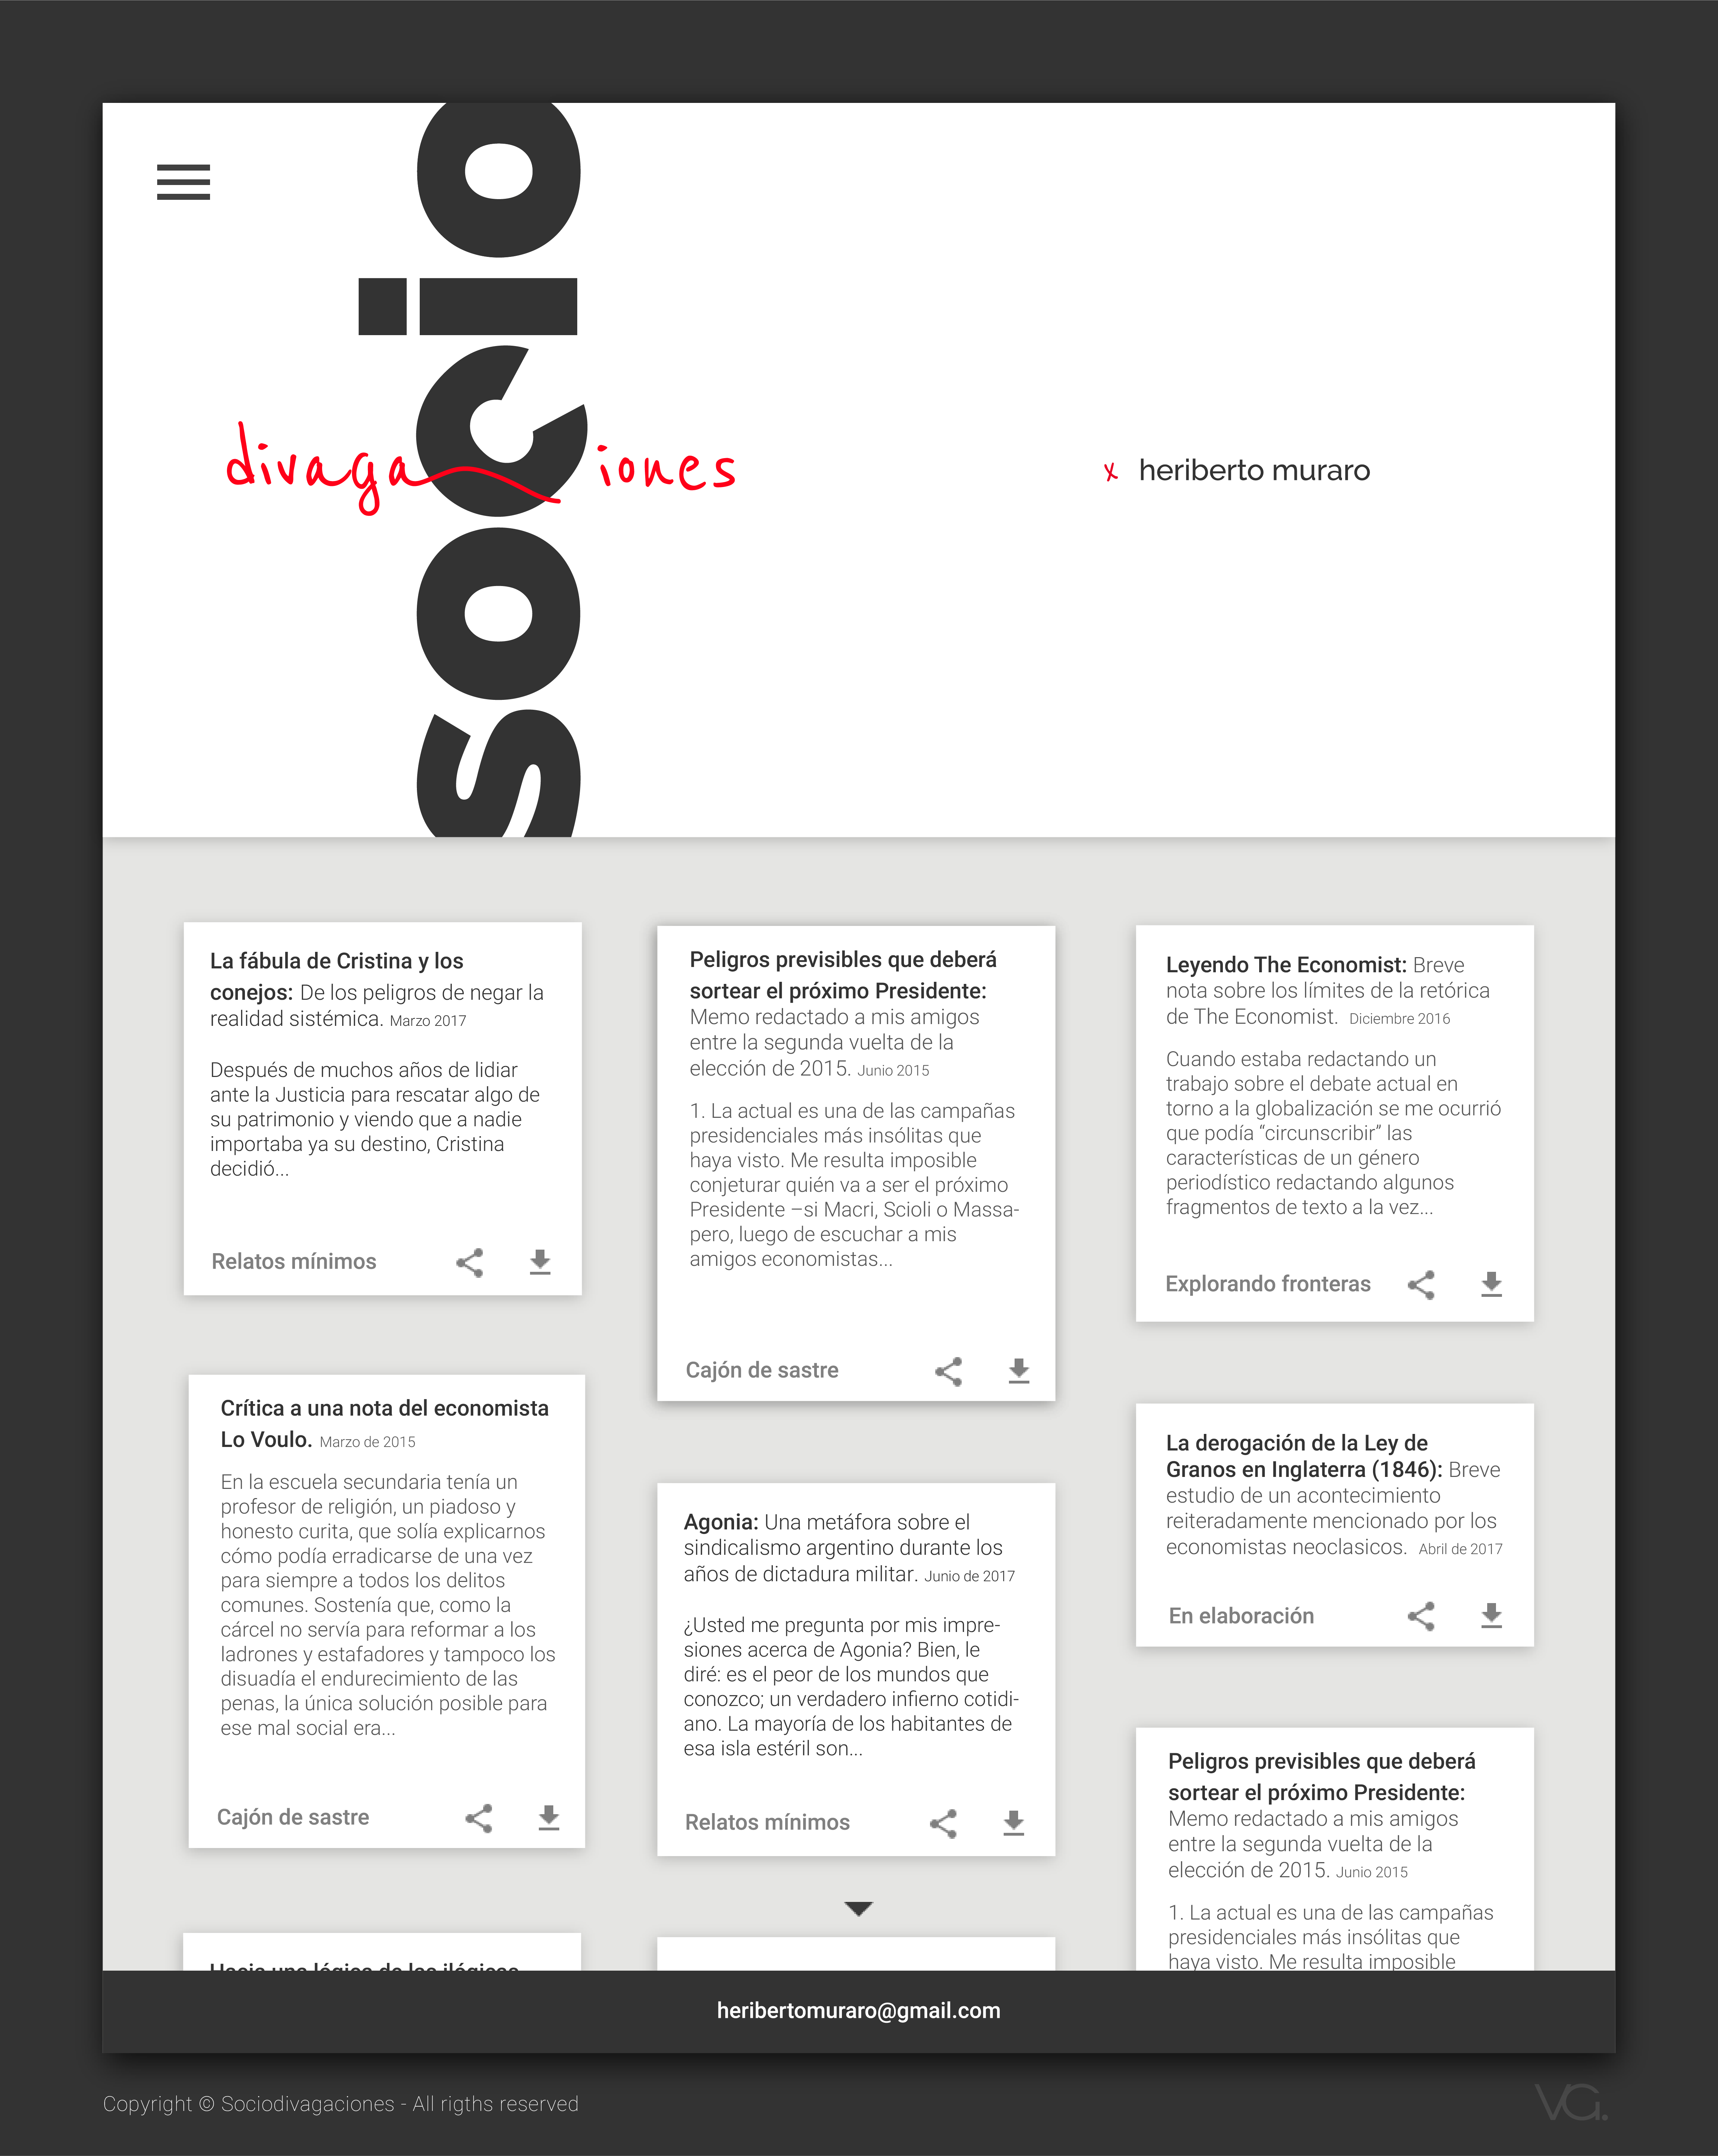 socio
divagaciones
x heriberto muraro
La fábula de Cristina y los
conejos: De los peligros de negar la
realidad sistémica. Marzo 2017
Después de muchos años de lidiar
ante la Justicia para rescatar algo de
su patrimonio y viendo que a nadie
importaba ya su destino, Cristina
decidió...
Relatos mínimos
Crítica a una nota del economista
Lo Voulo. Marzo de 2015
En la escuela secundaria tenía un
profesor de religión, un piadoso y
honesto curita, que solía explicarnos
cómo podía erradicarse de una vez
para siempre a todos los delitos
comunes. Sostenía que, como la
cárcel no servía para reformar a los
ladrones y estafadores y tampoco los
disuadía el endurecimiento de las
penas, la única solución posible para
ese mal social era...
Cajón de sastre
Hacia una lógica de los ilógicos
Peligros previsibles que deberá
sortear el próximo Presidente:
Memo redactado a mis amigos
entre la segunda vuelta de la
elección de 2015. Junio 2015
1. La actual es una de las campañas
presidenciales más insólitas que
haya visto. Me resulta imposible
conjeturar quién va a ser el próximo
Presidente –si Macri, Scioli o Massa-
pero, luego de escuchar a mis
amigos economistas...
Cajón de sastre
Agonia: Una metáfora sobre el
sindicalismo argentino durante los
años de dictadura militar. Junio de 2017
¿Usted me pregunta por mis impre-
siones acerca de Agonia? Bien, le
diré: es el peor de los mundos que
conozco; un verdadero infierno cotidi-
ano. La mayoría de los habitantes de
esa isla estéril son...
Relatos mínimos
Leyendo The Economist: Breve
nota sobre los límites de la retórica
de The Economist. Diciembre 2016
Cuando estaba redactando un
trabajo sobre el debate actual en
torno a la globalización se me ocurrió
que podía “circunscribir” las
características de un género
periodístico redactando algunos
fragmentos de texto a la vez...
Explorando fronteras
La derogación de la Ley de
Granos en Inglaterra (1846): Breve
estudio de un acontecimiento
reiteradamente mencionado por los
economistas neoclasicos. Abril de 2017
En elaboración
Peligros previsibles que deberá
sortear el próximo Presidente:
Memo redactado a mis amigos
entre la segunda vuelta de la
elección de 2015. Junio 2015
1. La actual es una de las campañas
presidenciales más insólitas que
haya visto. Me resulta imposible
heribertomuraro@gmail.com
Copyright © Sociodivagaciones - All rigths reserved
VG.